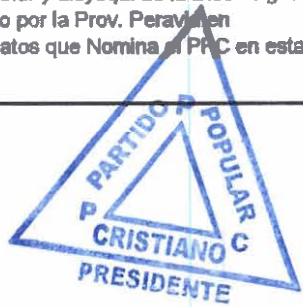 o por la Prov. Peravia en
atos que Nomina el PPC en esta
PARTIDO POPULAR
P
P C
CRISTIANO
PRESIDENTE